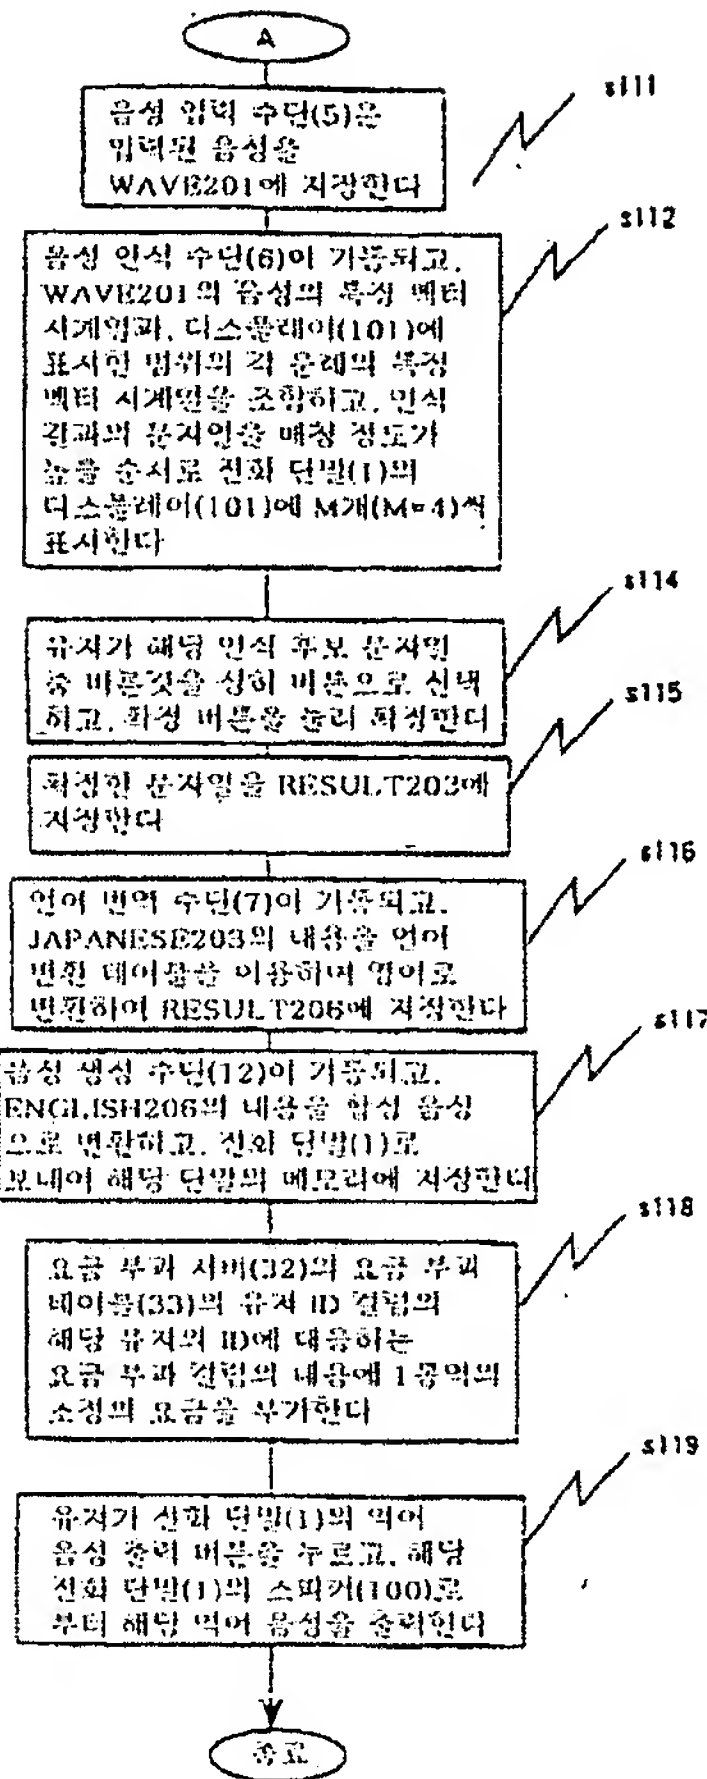 A
s111
음성 입력 수단(5)은
입력된 음성을
WAVE201에 저장한다
s112
음성 인식 수단(6)이 기동되고,
WAVE201의 음성의 특징 벡터
시계열과, 디스플레이(101)에
표시한 범위의 각 문례의 특징
벡터 시계열을 조합하고, 인식
결과의 문자열을 매칭 정도가
높을 순서로 전화 단말(1)의
디스플레이(101)에 M개(M=4)씩
표시한다
s114
유저가 해당 인식 후보 문자열
중 바른것을 상하 버튼으로 선택
하고, 확정 버튼을 눌러 확정한다
s115
확정한 문자열을 RESULT203에
저장한다
s116
언어 번역 수단(7)이 기동되고,
JAPANESE203의 내용을 언어
변환 테이블을 이용하여 영어로
변환하여 RESULT206에 저장한다
s117
음성 생성 수단(12)이 기동되고,
ENGLISH206의 내용을 합성 음성
으로 변환하고, 전화 단말(1)로
보내어 해당 단말의 메모리에 저장한다
s118
요금 부과 서버(32)의 요금 부과
테이블(33)의 유저 ID 컬럼의
해당 유저의 ID에 대응하는
요금 부과 컬럼의 내용에 1통역의
소정의 요금을 부가한다
s119
유저가 전화 단말(1)의 영어
음성 출력 버튼을 누르고, 해당
전화 단말(1)의 스피커(100)로
부터 해당 영어 음성을 출력한다
종료